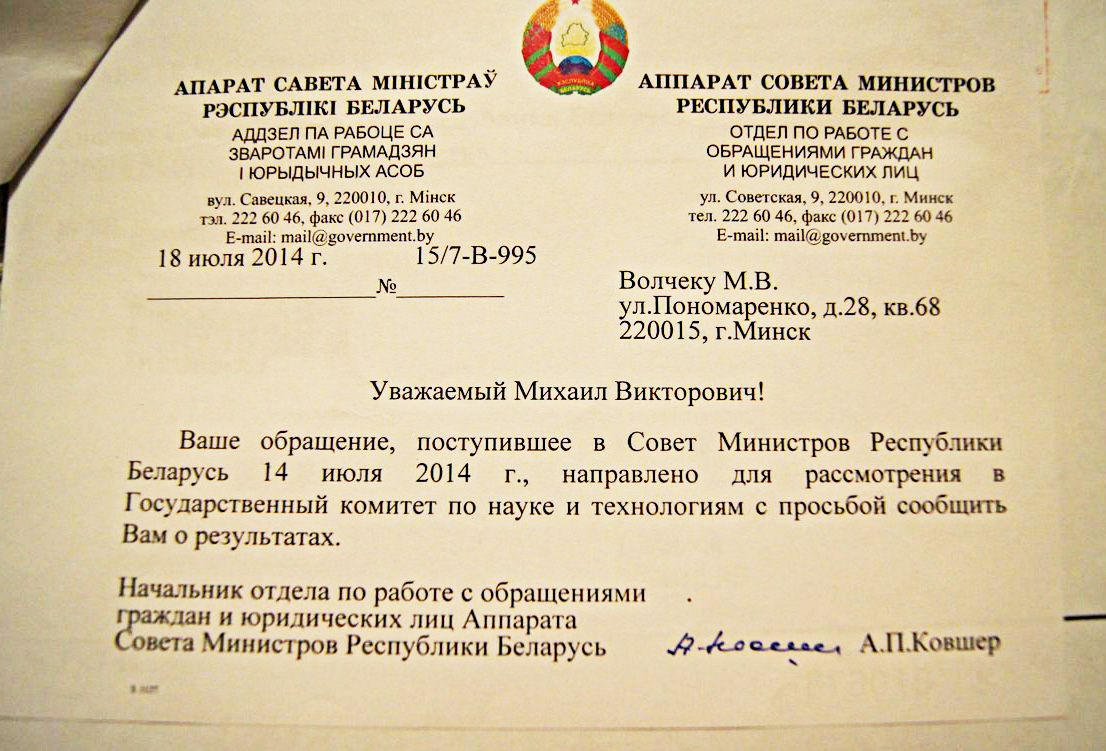 АПАРАТ САВЕТА МІНІСТРАЎ
РЭСПУБЛІКІ БЕЛАРУСЬ
АДДЗЕЛ ПА РАБОЦЕ СА
ЗВАРОТАМІ ГРАМАДЗЯН
І ЮРЫДЫЧНЫХ АСОБ
вул. Савецкая, 9, 220010, г. Мінск
тэл. 222 60 46, факс (017) 222 60 46
E-mail: mail@government.by
АППАРАТ СОВЕТА МИНИСТРОВ
РЕСПУБЛИКИ БЕЛАРУСЬ
ОТДЕЛ ПО РАБОТЕ С
ОБРАЩЕНИЯМИ ГРАЖДАН
И ЮРИДИЧЕСКИХ ЛИЦ
ул. Советская, 9, 220010, г. Минск
тел. 222 60 46, факс (017) 222 60 46
E-mail: mail@government.by
18 июля 2014 г. 15/7-В-995
№
Волчеку М.В.
ул.Пономаренко, д.28, кв.68
220015, г.Минск
Уважаемый Михаил Викторович!
Ваше обращение, поступившее в Совет Министров Республики
Беларусь 14 июля 2014 г., направлено для рассмотрения в
Государственный комитет по науке и технологиям с просьбой сообщить
Вам о результатах.
Начальник отдела по работе с обращениями
граждан и юридических лиц Аппарата
Совета Министров Республики Беларусь А.П.Ковшер